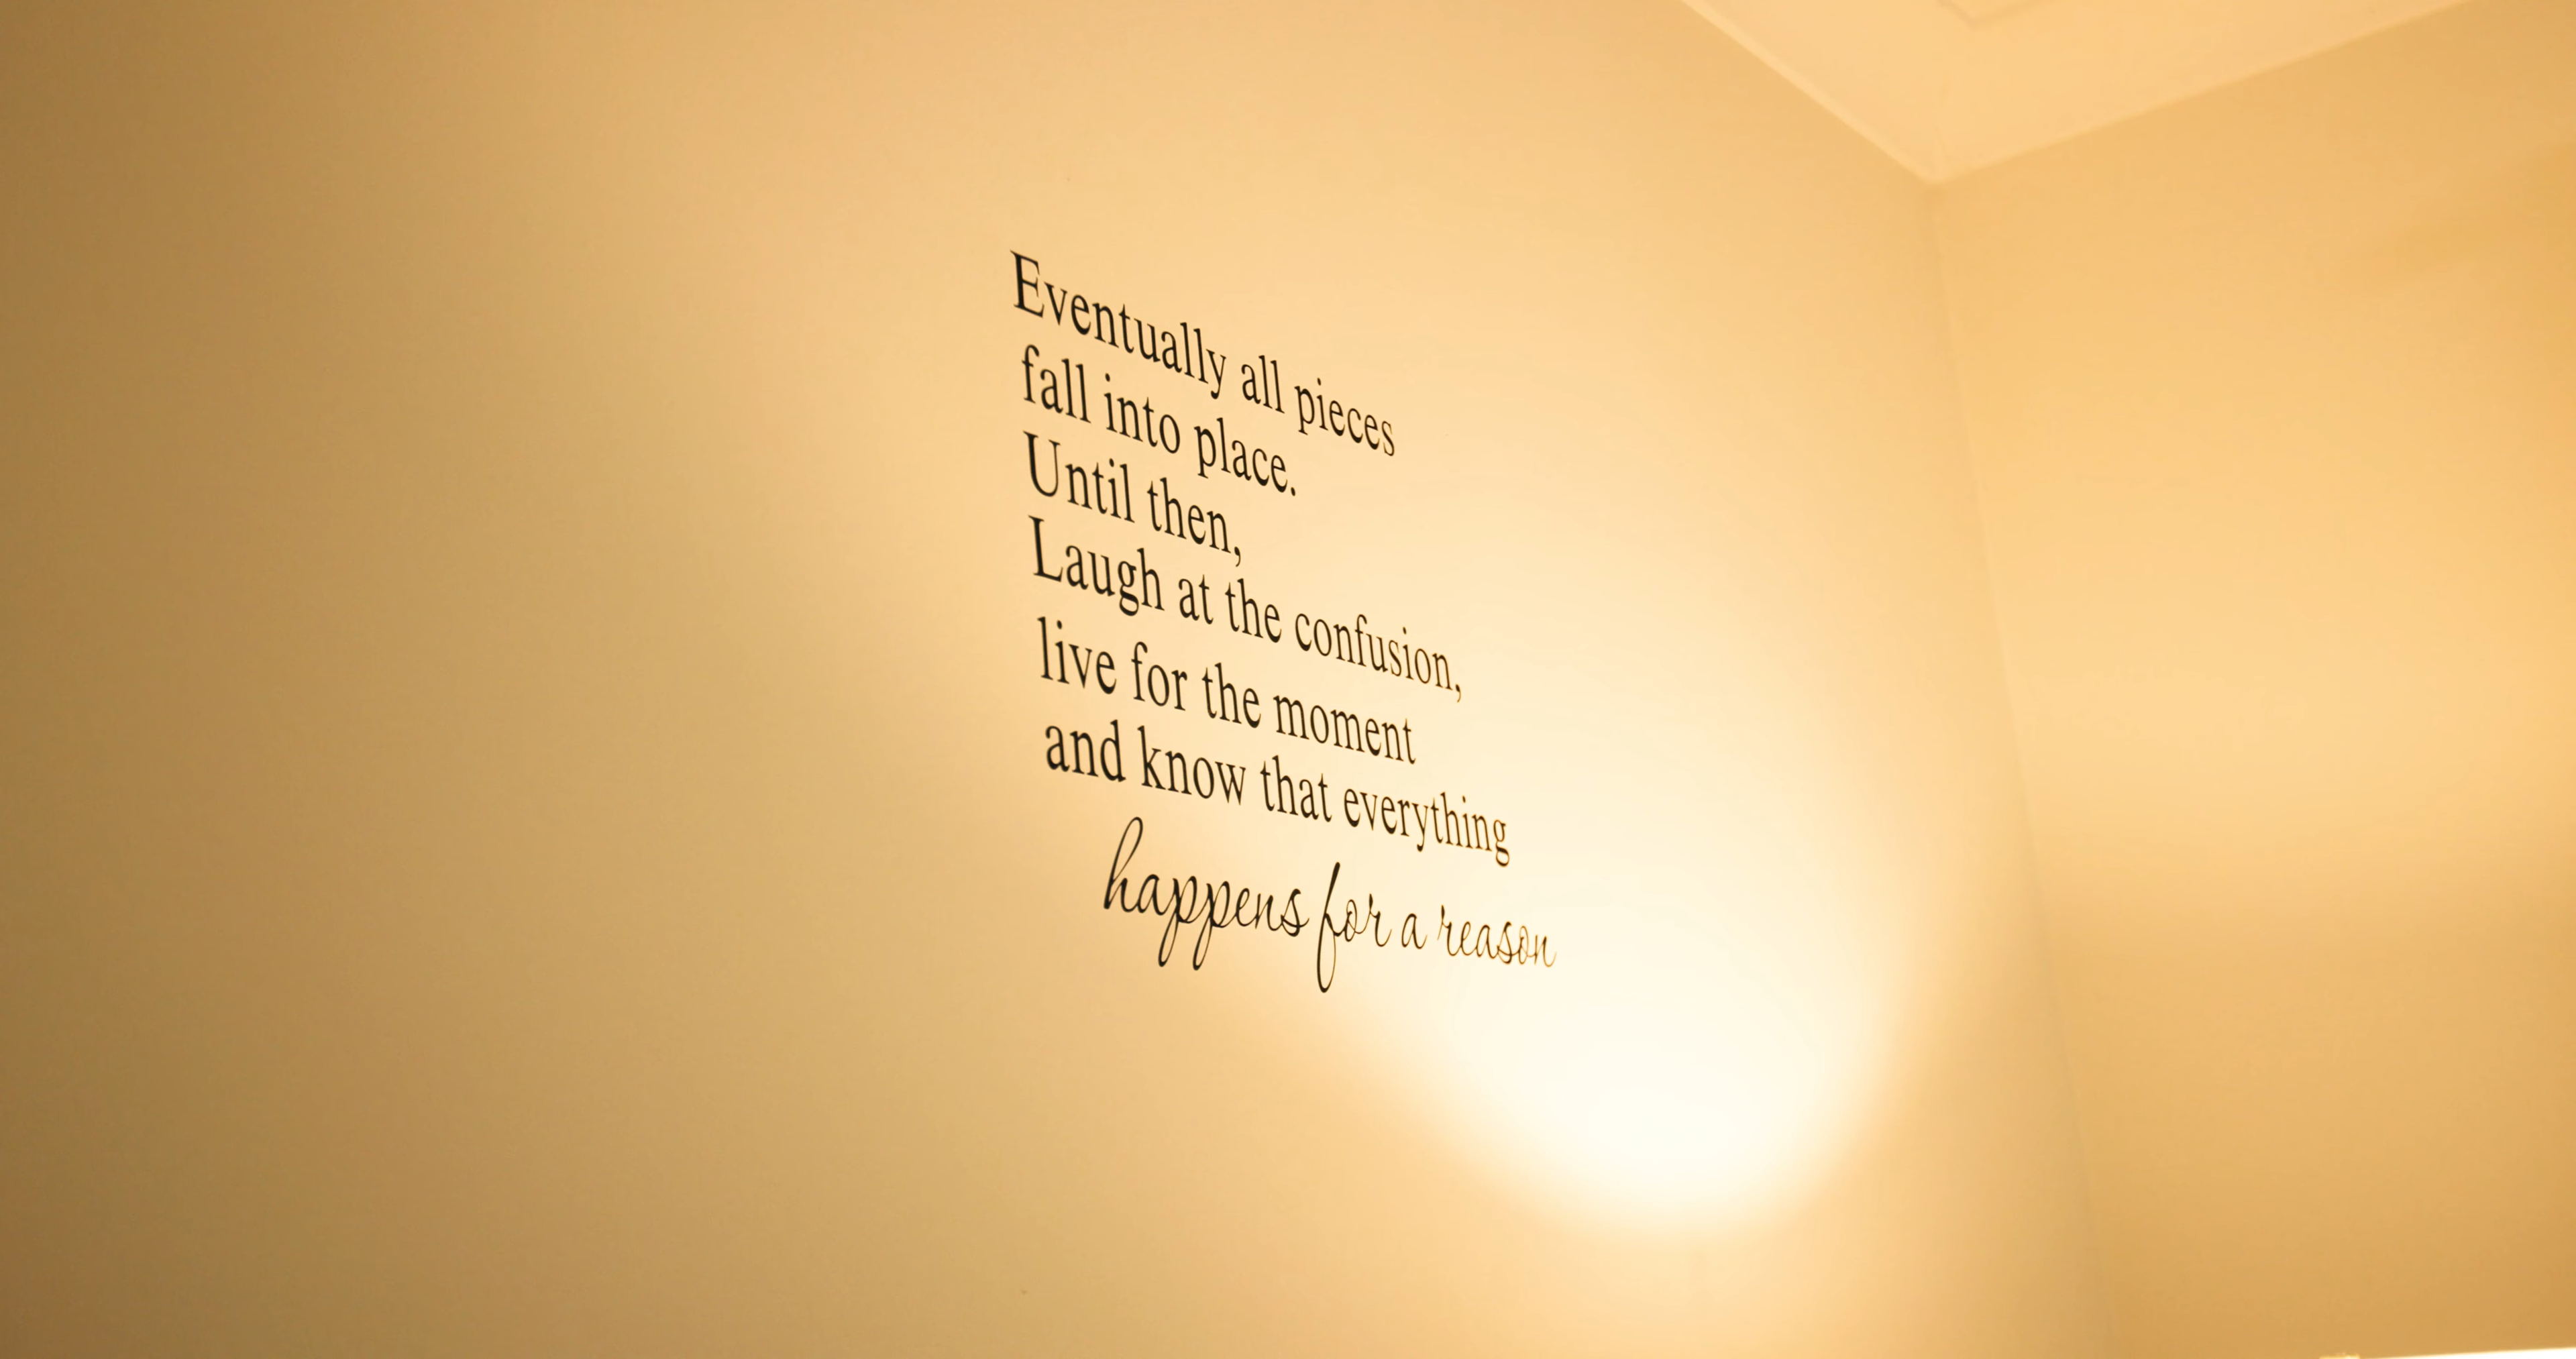 Eventually all pieces
fall into place.
Until then,
Laugh at the confusion,
live for the moment
and know that everything
happens for a reason